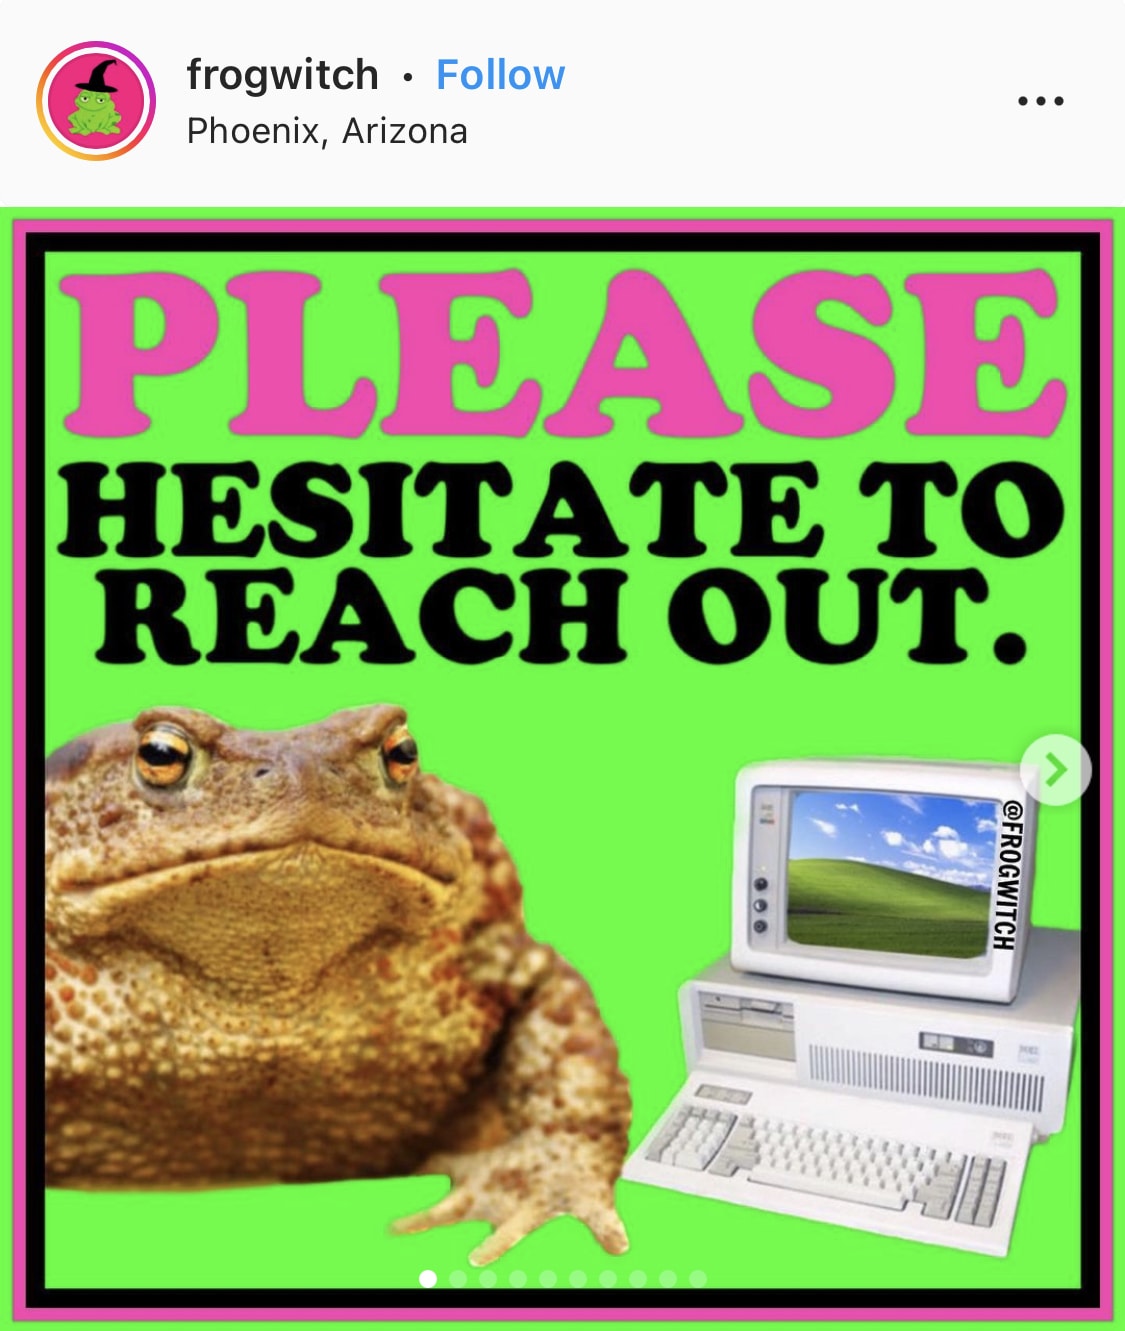 frogwitch • Follow
Phoenix, Arizona
PLEASE
HESITATE TO
REACH OUT.
@FROGWITCH